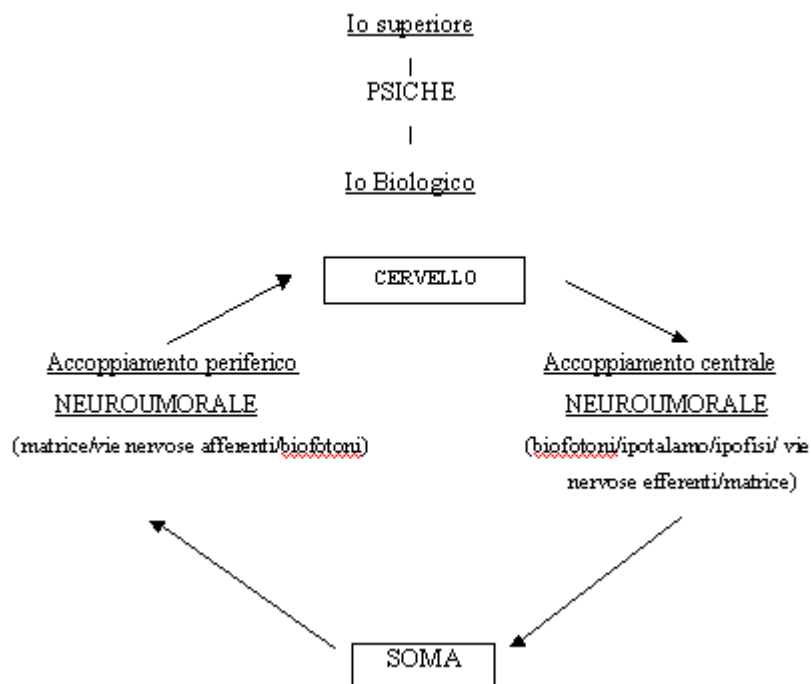 Io superiore
PSICHE
Io Biologico
CERVELLO
Accoppiamento periferico
NEUROUMORALE
(matrice/vie nervose afferenti/biofotoni)
Accoppiamento centrale
NEUROUMORALE
(biofotoni/ipotalamo/ipofisi/ vie
nervose efferenti/matrice)
SOMA